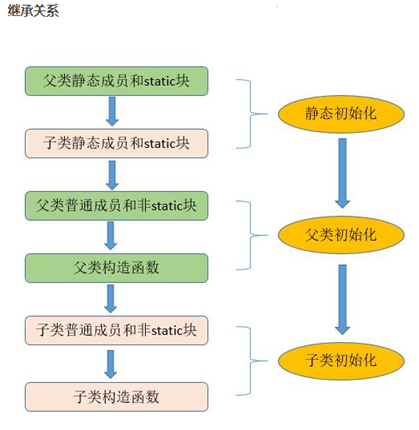 继承关系
父类静态成员和static块
子类静态成员和static块
父类普通成员和非static块
父类构造函数
子类普通成员和非static块
子类构造函数
静态初始化
父类初始化
子类初始化